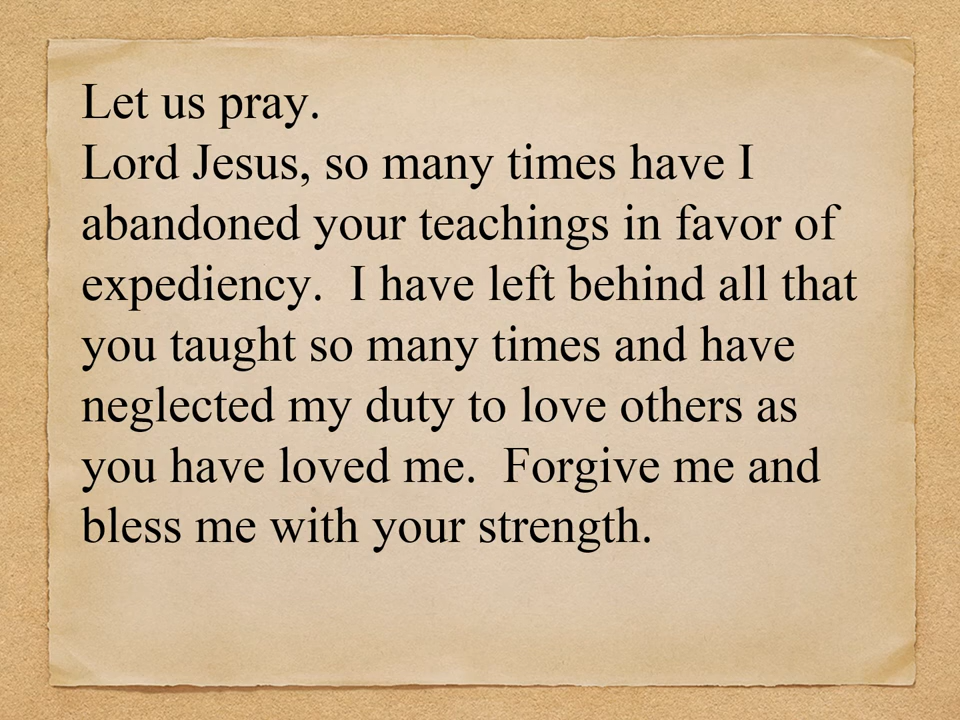 Let us pray.
Lord Jesus, so many times have I
abandoned your teachings in favor of
expediency.  I have left behind all that
you taught so many times and have
neglected my duty to love others as
you have loved me.  Forgive me and
bless me with your strength.